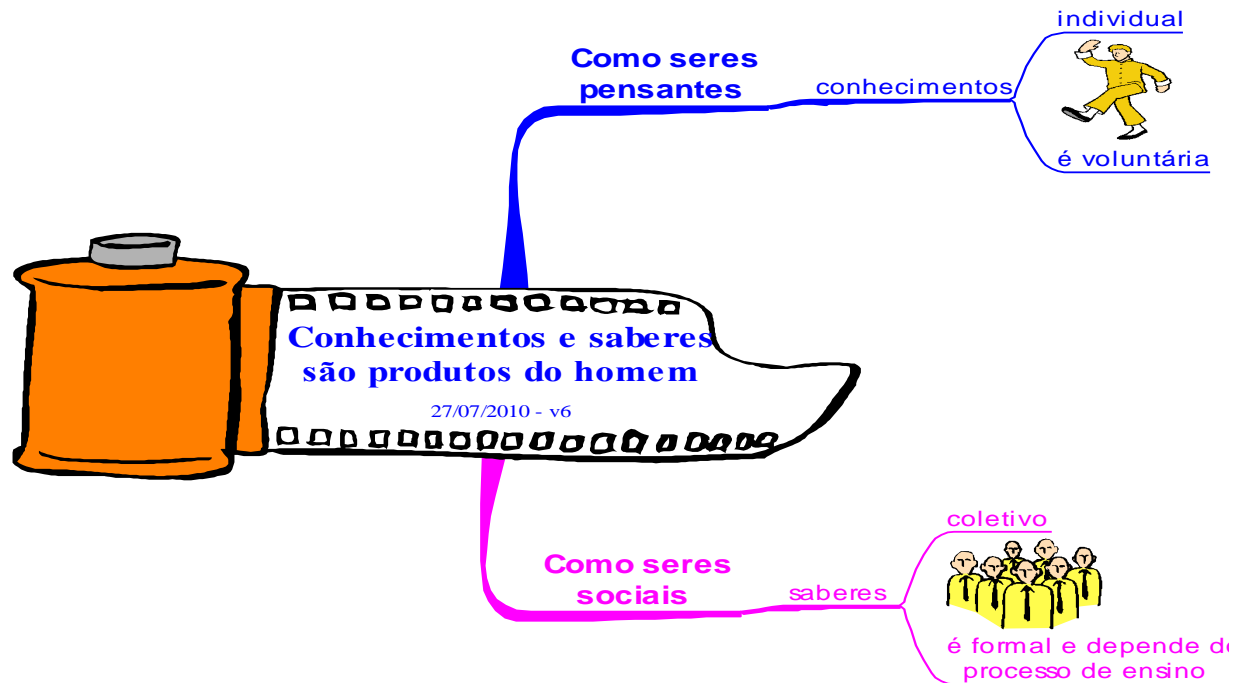 individual
Como seres
pensantes
conhecimentos
é voluntária
Conhecimentos e saberes
são produtos do homem
27/07/2010 - v6
coletivo
Como seres
sociais
saberes
é formal e depende
processo de ensino